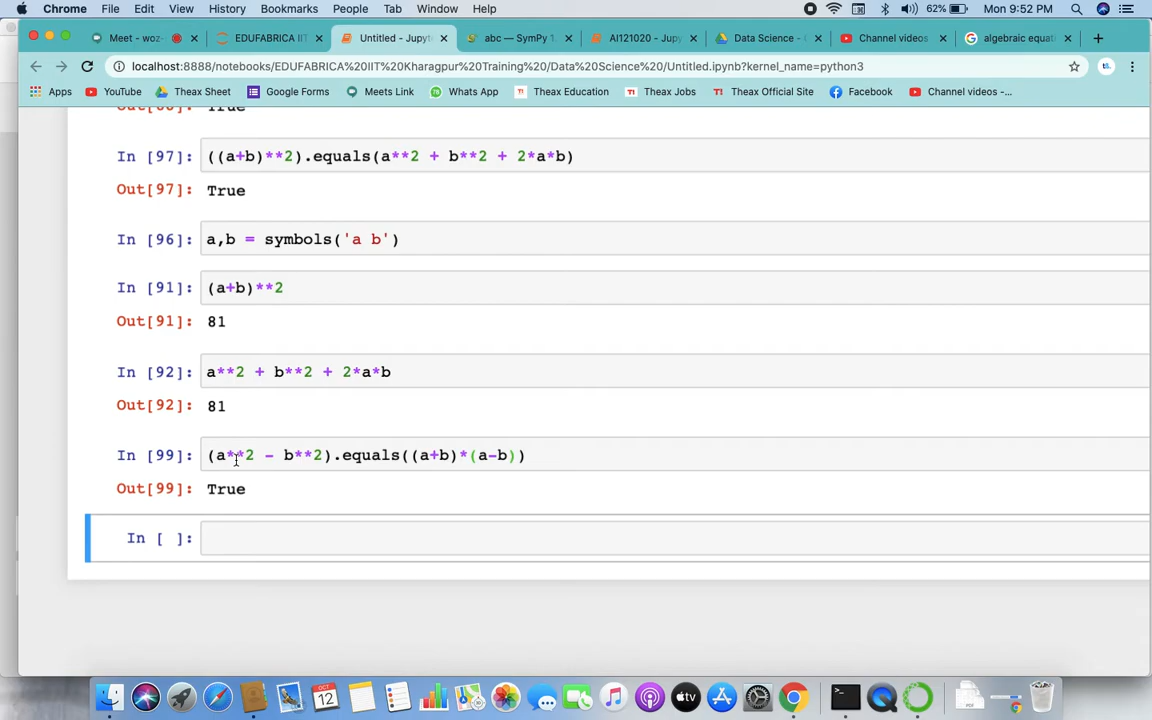 Chrome File Edit View History Bookmarks People Tab Window Help 62% Mon 9:52 PM
Meet - woz- EDUFABRICA IIT Untitled - Jupyt abc — SymPy 1. AI121020 - Jupy Data Science - Channel videos algebraic equat
localhost:8888/notebooks/EDUFABRICA%20IIT%20Kharagpur%20Training%20/Data%20Science%20/Untitled.ipynb?kernel_name=python3
Apps YouTube Theax Sheet Google Forms Meets Link Whats App Theax Education Theax Jobs Theax Official Site Facebook Channel videos -...
In [97]: ((a+b)**2).equals(a**2 + b**2 + 2*a*b)
Out[97]: True
In [96]: a,b = symbols('a b')
In [91]: (a+b)**2
Out[91]: 81
In [92]: a**2 + b**2 + 2*a*b
Out[92]: 81
In [99]: (a**2 - b**2).equals((a+b)*(a-b))
Out[99]: True
In [ ]:
OCT
12
tv